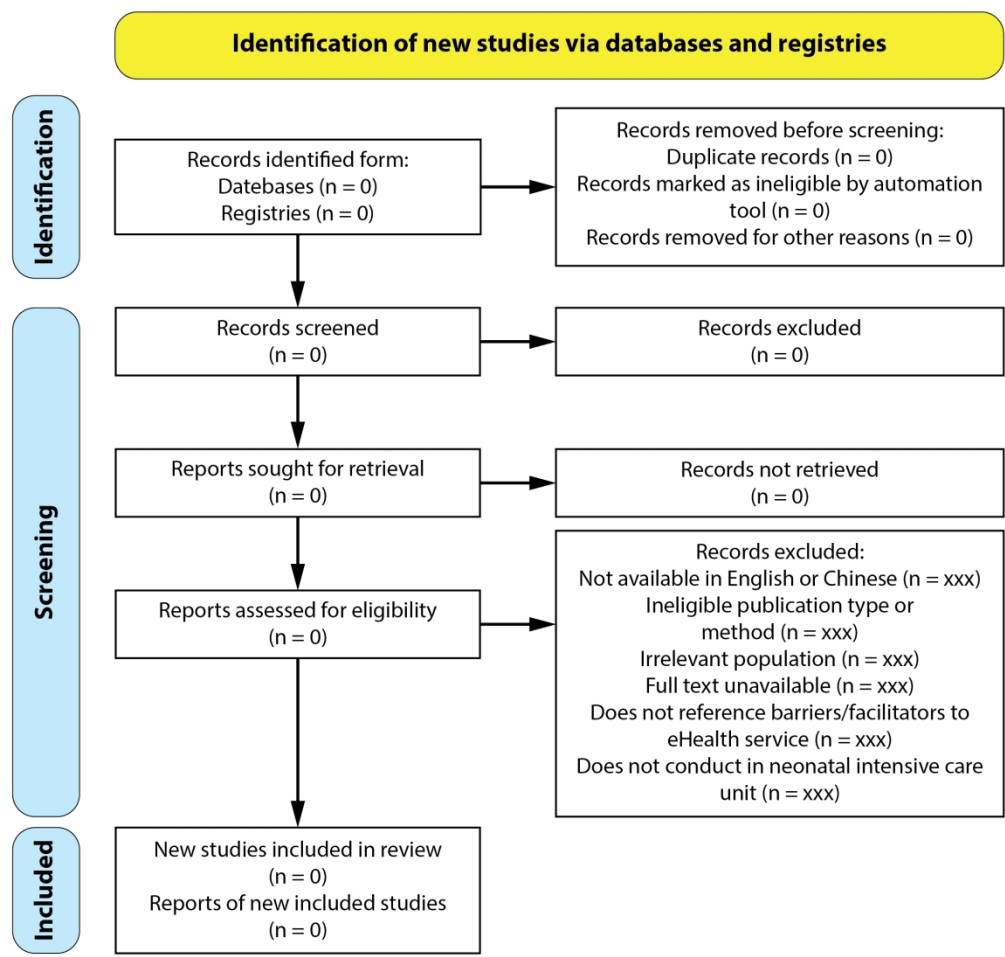 Identification of new studies via databases and registries
Identification
Records identified form:
Datebases (n = 0)
Registries (n = 0)
Records removed before screening:
Duplicate records (n = 0)
Records marked as ineligible by automation
tool (n = 0)
Records removed for other reasons (n = 0)
Screening
Records screened
(n = 0)
Records excluded
(n = 0)
Reports sought for retrieval
(n = 0)
Records not retrieved
(n = 0)
Reports assessed for eligibility
(n = 0)
Records excluded:
Not available in English or Chinese (n = xxx)
Ineligible publication type or
method (n = xxx)
Irrelevant population (n = xxx)
Full text unavailable (n = xxx)
Does not reference barriers/facilitators to
eHealth service (n = xxx)
Does not conduct in neonatal intensive care
unit (n = xxx)
Included
New studies included in review
(n = 0)
Reports of new included studies
(n = 0)